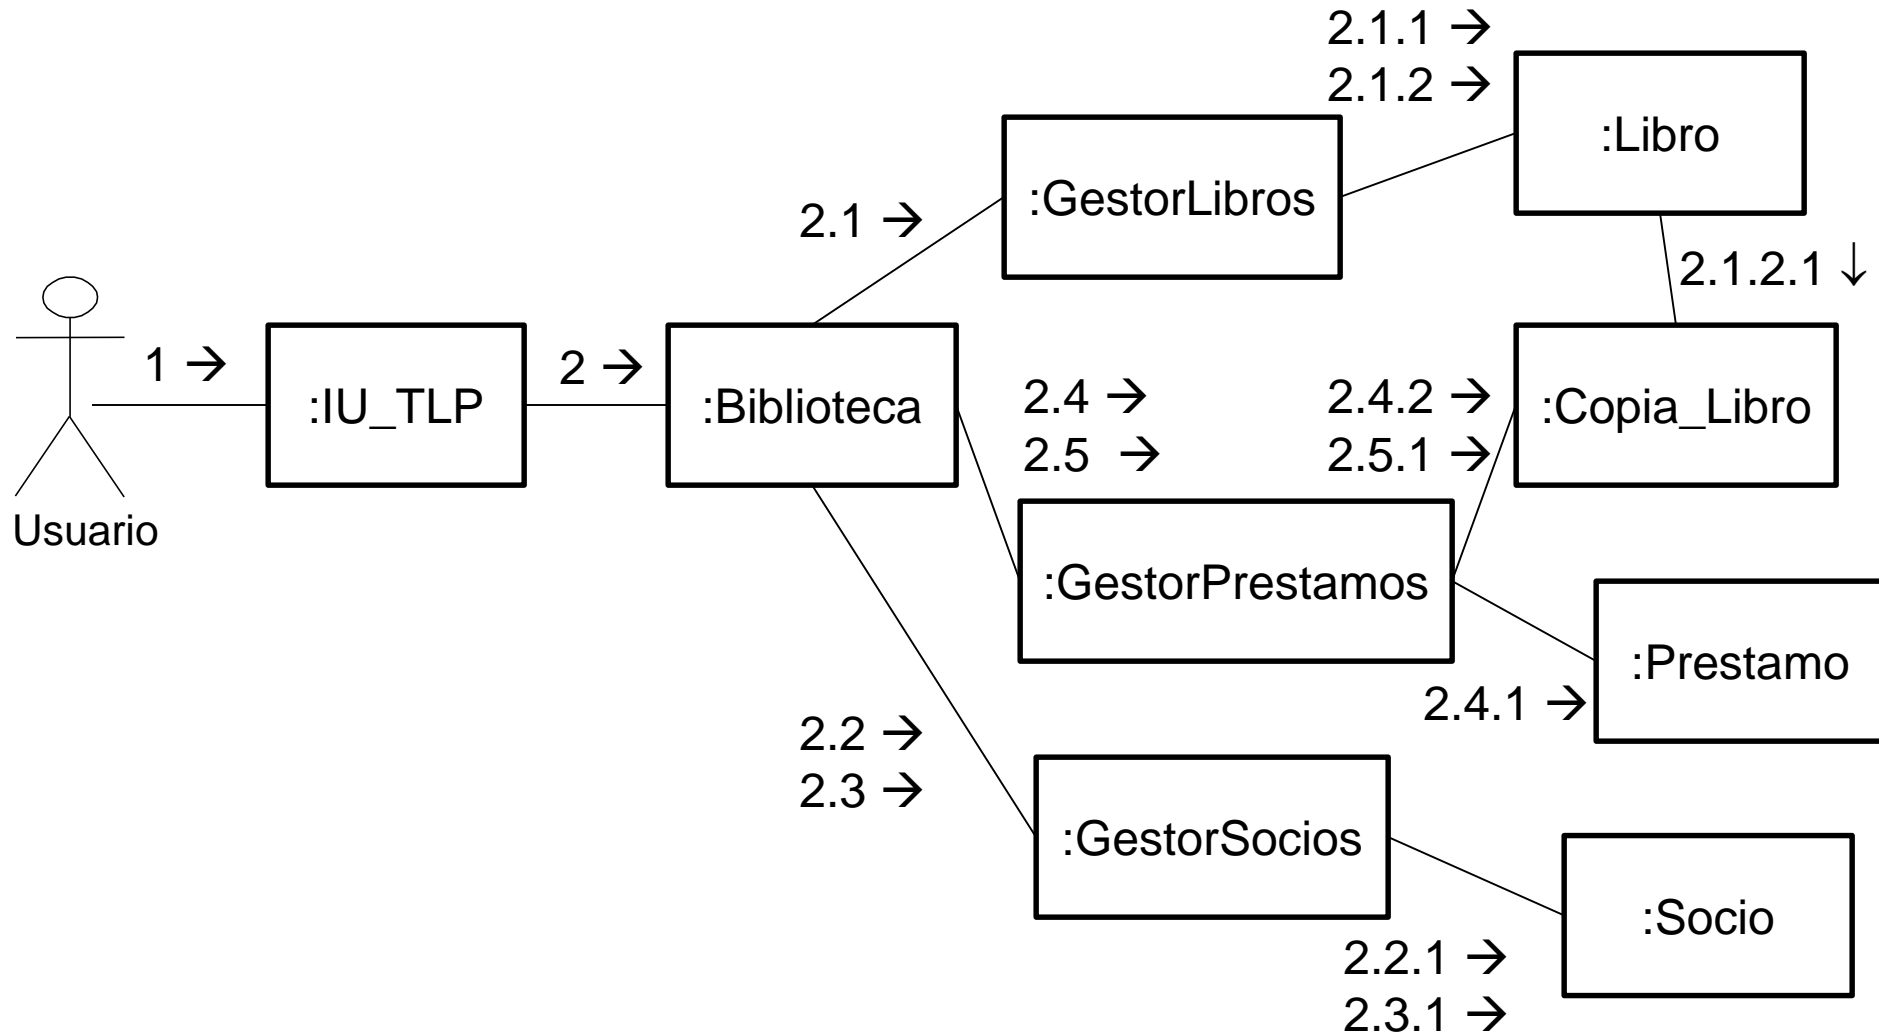 2.1.1 →
2.1.2 →
:Libro
:GestorLibros
2.1 →
2.1.2.1 ↓
1 →
:IU_TLP
2 →
:Biblioteca
2.4 →
2.5 →
2.4.2 →
2.5.1 →
:Copia_Libro
Usuario
:GestorPrestamos
:Prestamo
2.4.1 →
2.2 →
2.3 →
:GestorSocios
:Socio
2.2.1 →
2.3.1 →